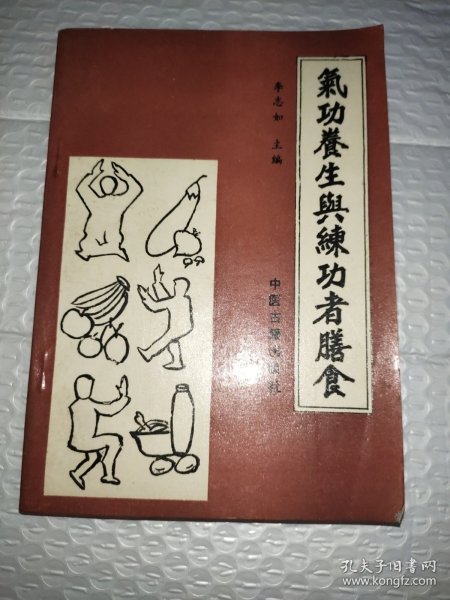 氣功養生與練功者膳食
李志如 主編
中医古籍出版社
孔夫子旧书网
www.kongfz.com